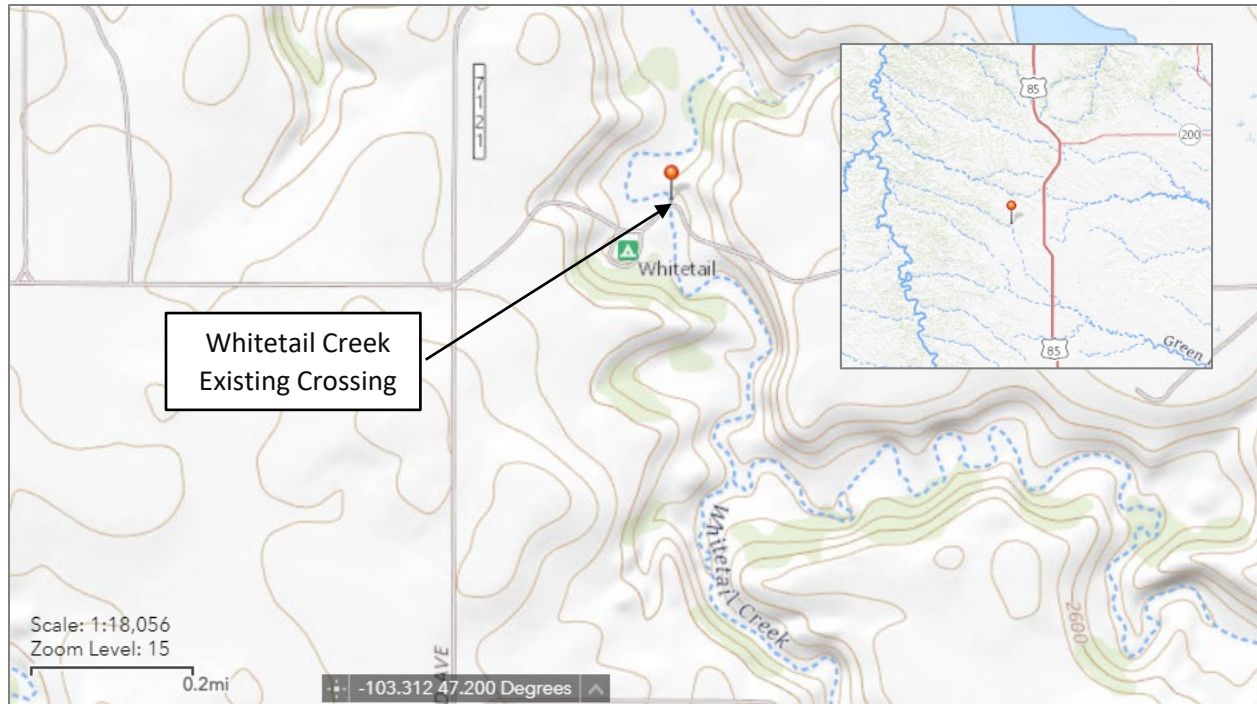 7121
85
200
Whitetail
Whitetail Creek
Existing Crossing
85
Green
Whitetail Creek
2600
Scale: 1:18,056
Zoom Level: 15
0.2mi
D AVE
-103.312 47.200 Degrees